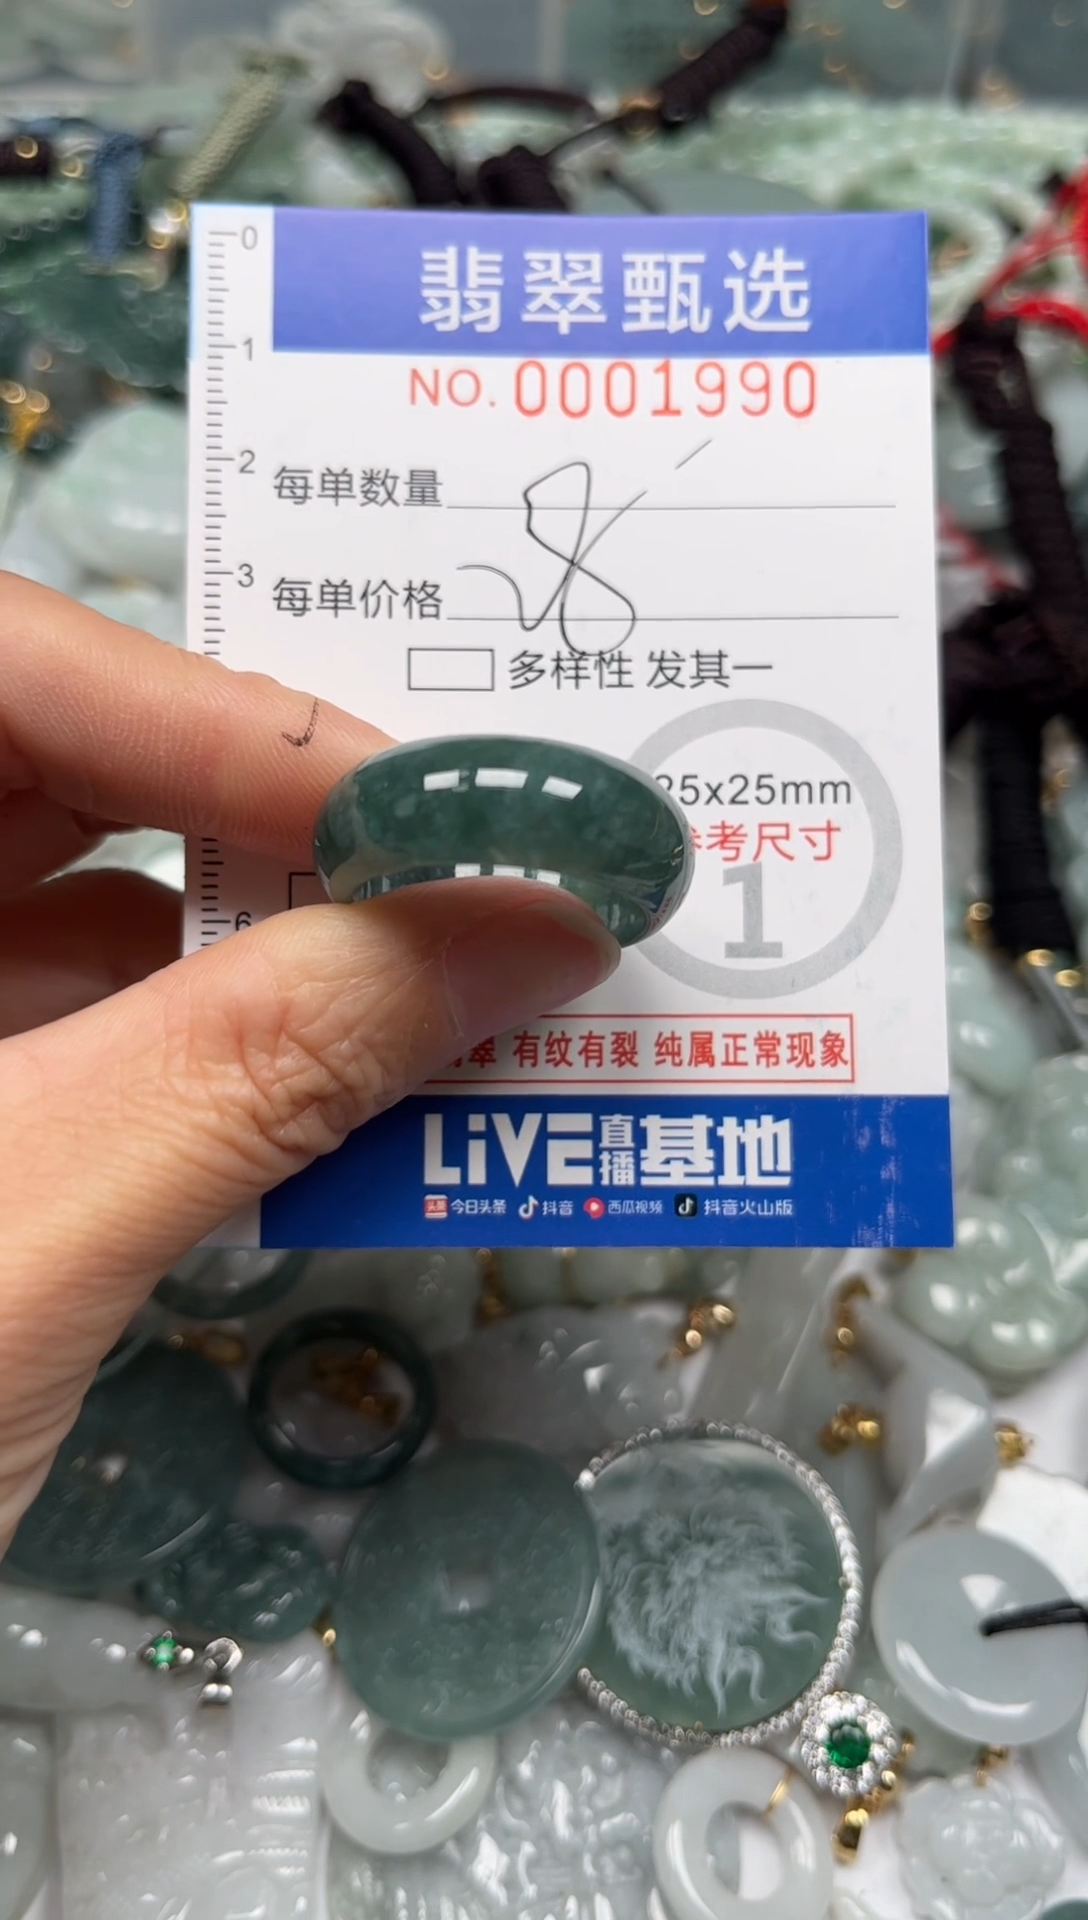 0
翡翠甄选
1
NO.0001990
2
每单数量
3
每单价格
多样性 发其一
25x25mm
参考尺寸
1
6
翠 有纹有裂 纯属正常现象
LiVE直播基地
头条 今日头条 抖音 西瓜视频 抖音火山版